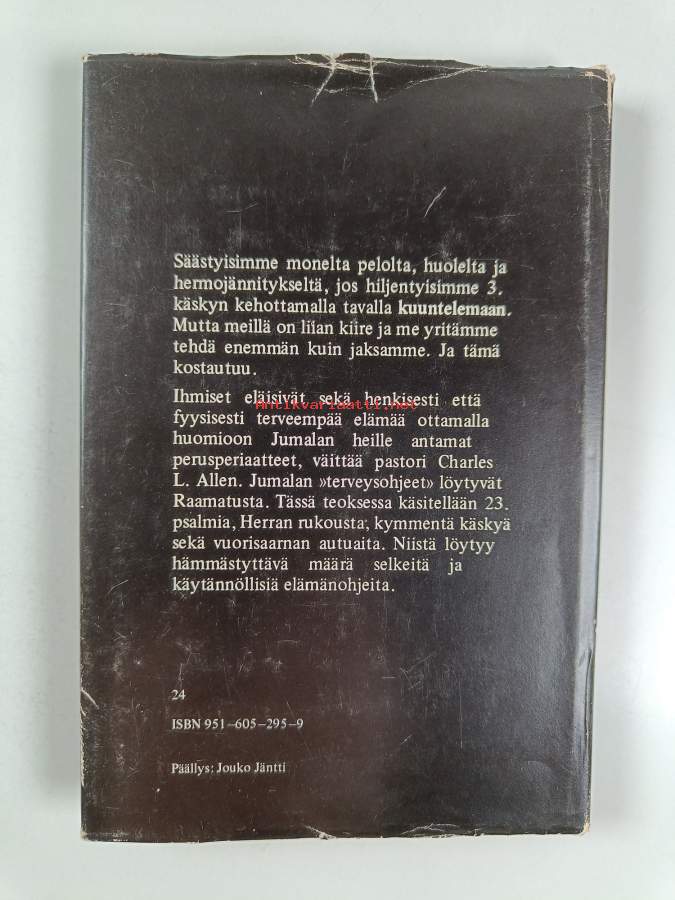 Säästyisimme monelta pelolta, huolelta ja
hermojännitykseltä, jos hiljentyisimme 3.
käskyn kehottamalla tavalla kuuntelemaan.
Mutta meillä on liian kiire ja me yritämme
tehdä enemmän kuin jaksamme. Ja tämä
kostautuu.
Ihmiset eläisivät sekä henkisesti että
Antikvariaatti.net
fyysisesti terveempää elämää ottamalla
huomioon Jumalan heille antamat
perusperiaatteet, väittää pastori Charles
L. Allen. Jumalan »terveysohjeet» löytyvät
Raamatusta. Tässä teoksessa käsitellään 23.
psalmia, Herran rukousta, kymmentä käskyä
sekä vuorisaarnan autuaita. Niistä löytyy
hämmästyttävä määrä selkeitä ja
käytännöllisiä elämänohjeita.
24
ISBN 951-605-295-9
Päällys: Jouko Jäntti